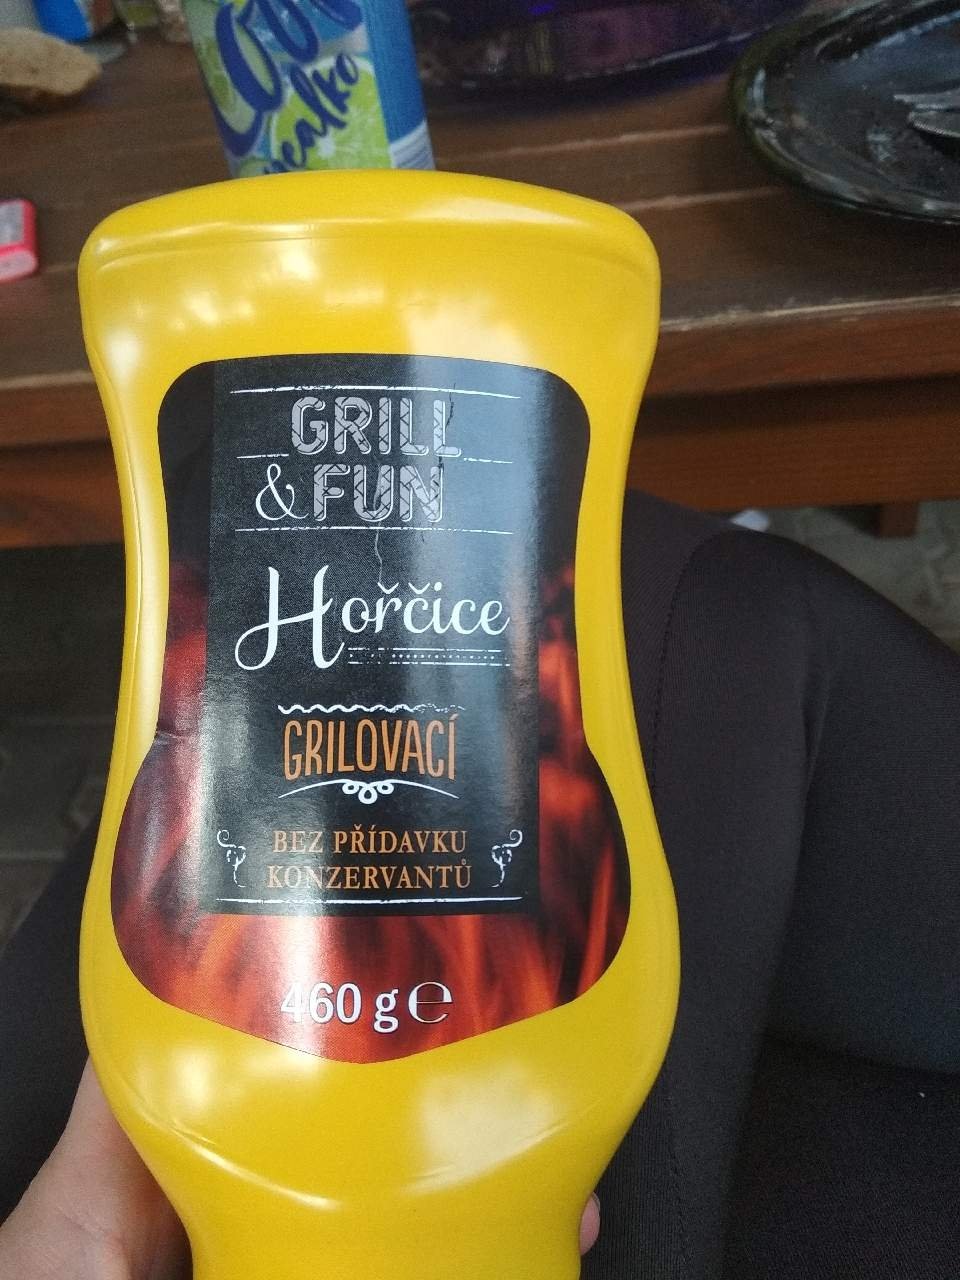 GRILL
& FUN
Hořčice
GRILOVACÍ
BEZ PŘÍDAVKU
KONZERVANTŮ
460 g ℮